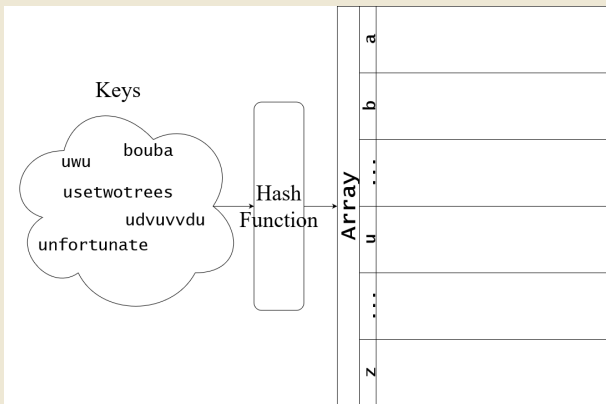 Keys
uwu
bouba
usetwotrees
udvuvvdu
unfortunate
Hash
Function
Array
a
b
...
u
...
z